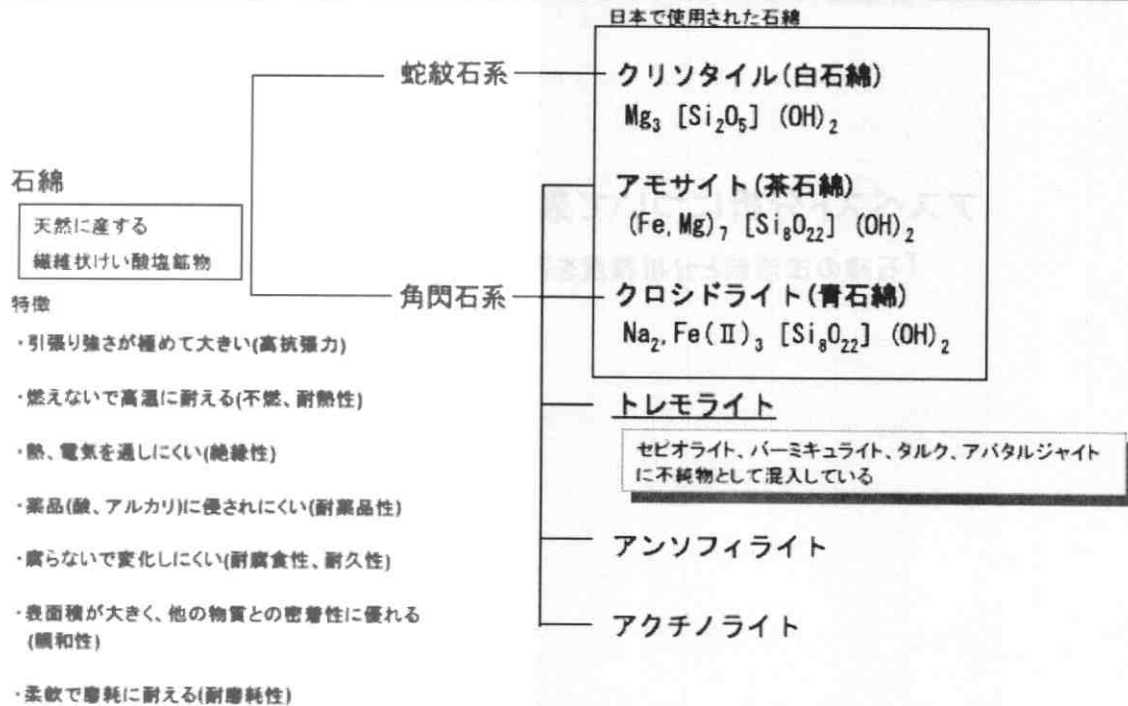 日本で使用された石綿
蛇紋石系
クリソタイル(白石綿)
Mg₃ [Si₂O₅] (OH)₂
石綿
天然に産する
繊維状けい酸塩鉱物
アモサイト(茶石綿)
(Fe,Mg)₇ [Si₈O₂₂] (OH)₂
角閃石系
クロシドライト(青石綿)
Na₂,Fe(Ⅱ)₃ [Si₈O₂₂] (OH)₂
特徴
・引張り強さが極めて大きい(高抗張力)
・燃えないで高温に耐える(不燃、耐熱性)
・熱、電気を通しにくい(絶縁性)
・薬品(酸、アルカリ)に侵されにくい(耐薬品性)
・腐らないで変化しにくい(耐腐食性、耐久性)
・表面積が大きく、他の物質との密着性に優れる
(親和性)
・柔軟で磨耗に耐える(耐磨耗性)
トレモライト
セピオライト、バーミキュライト、タルク、アパタルジャイト
に不純物として混入している
アンソフィライト
アクチノライト